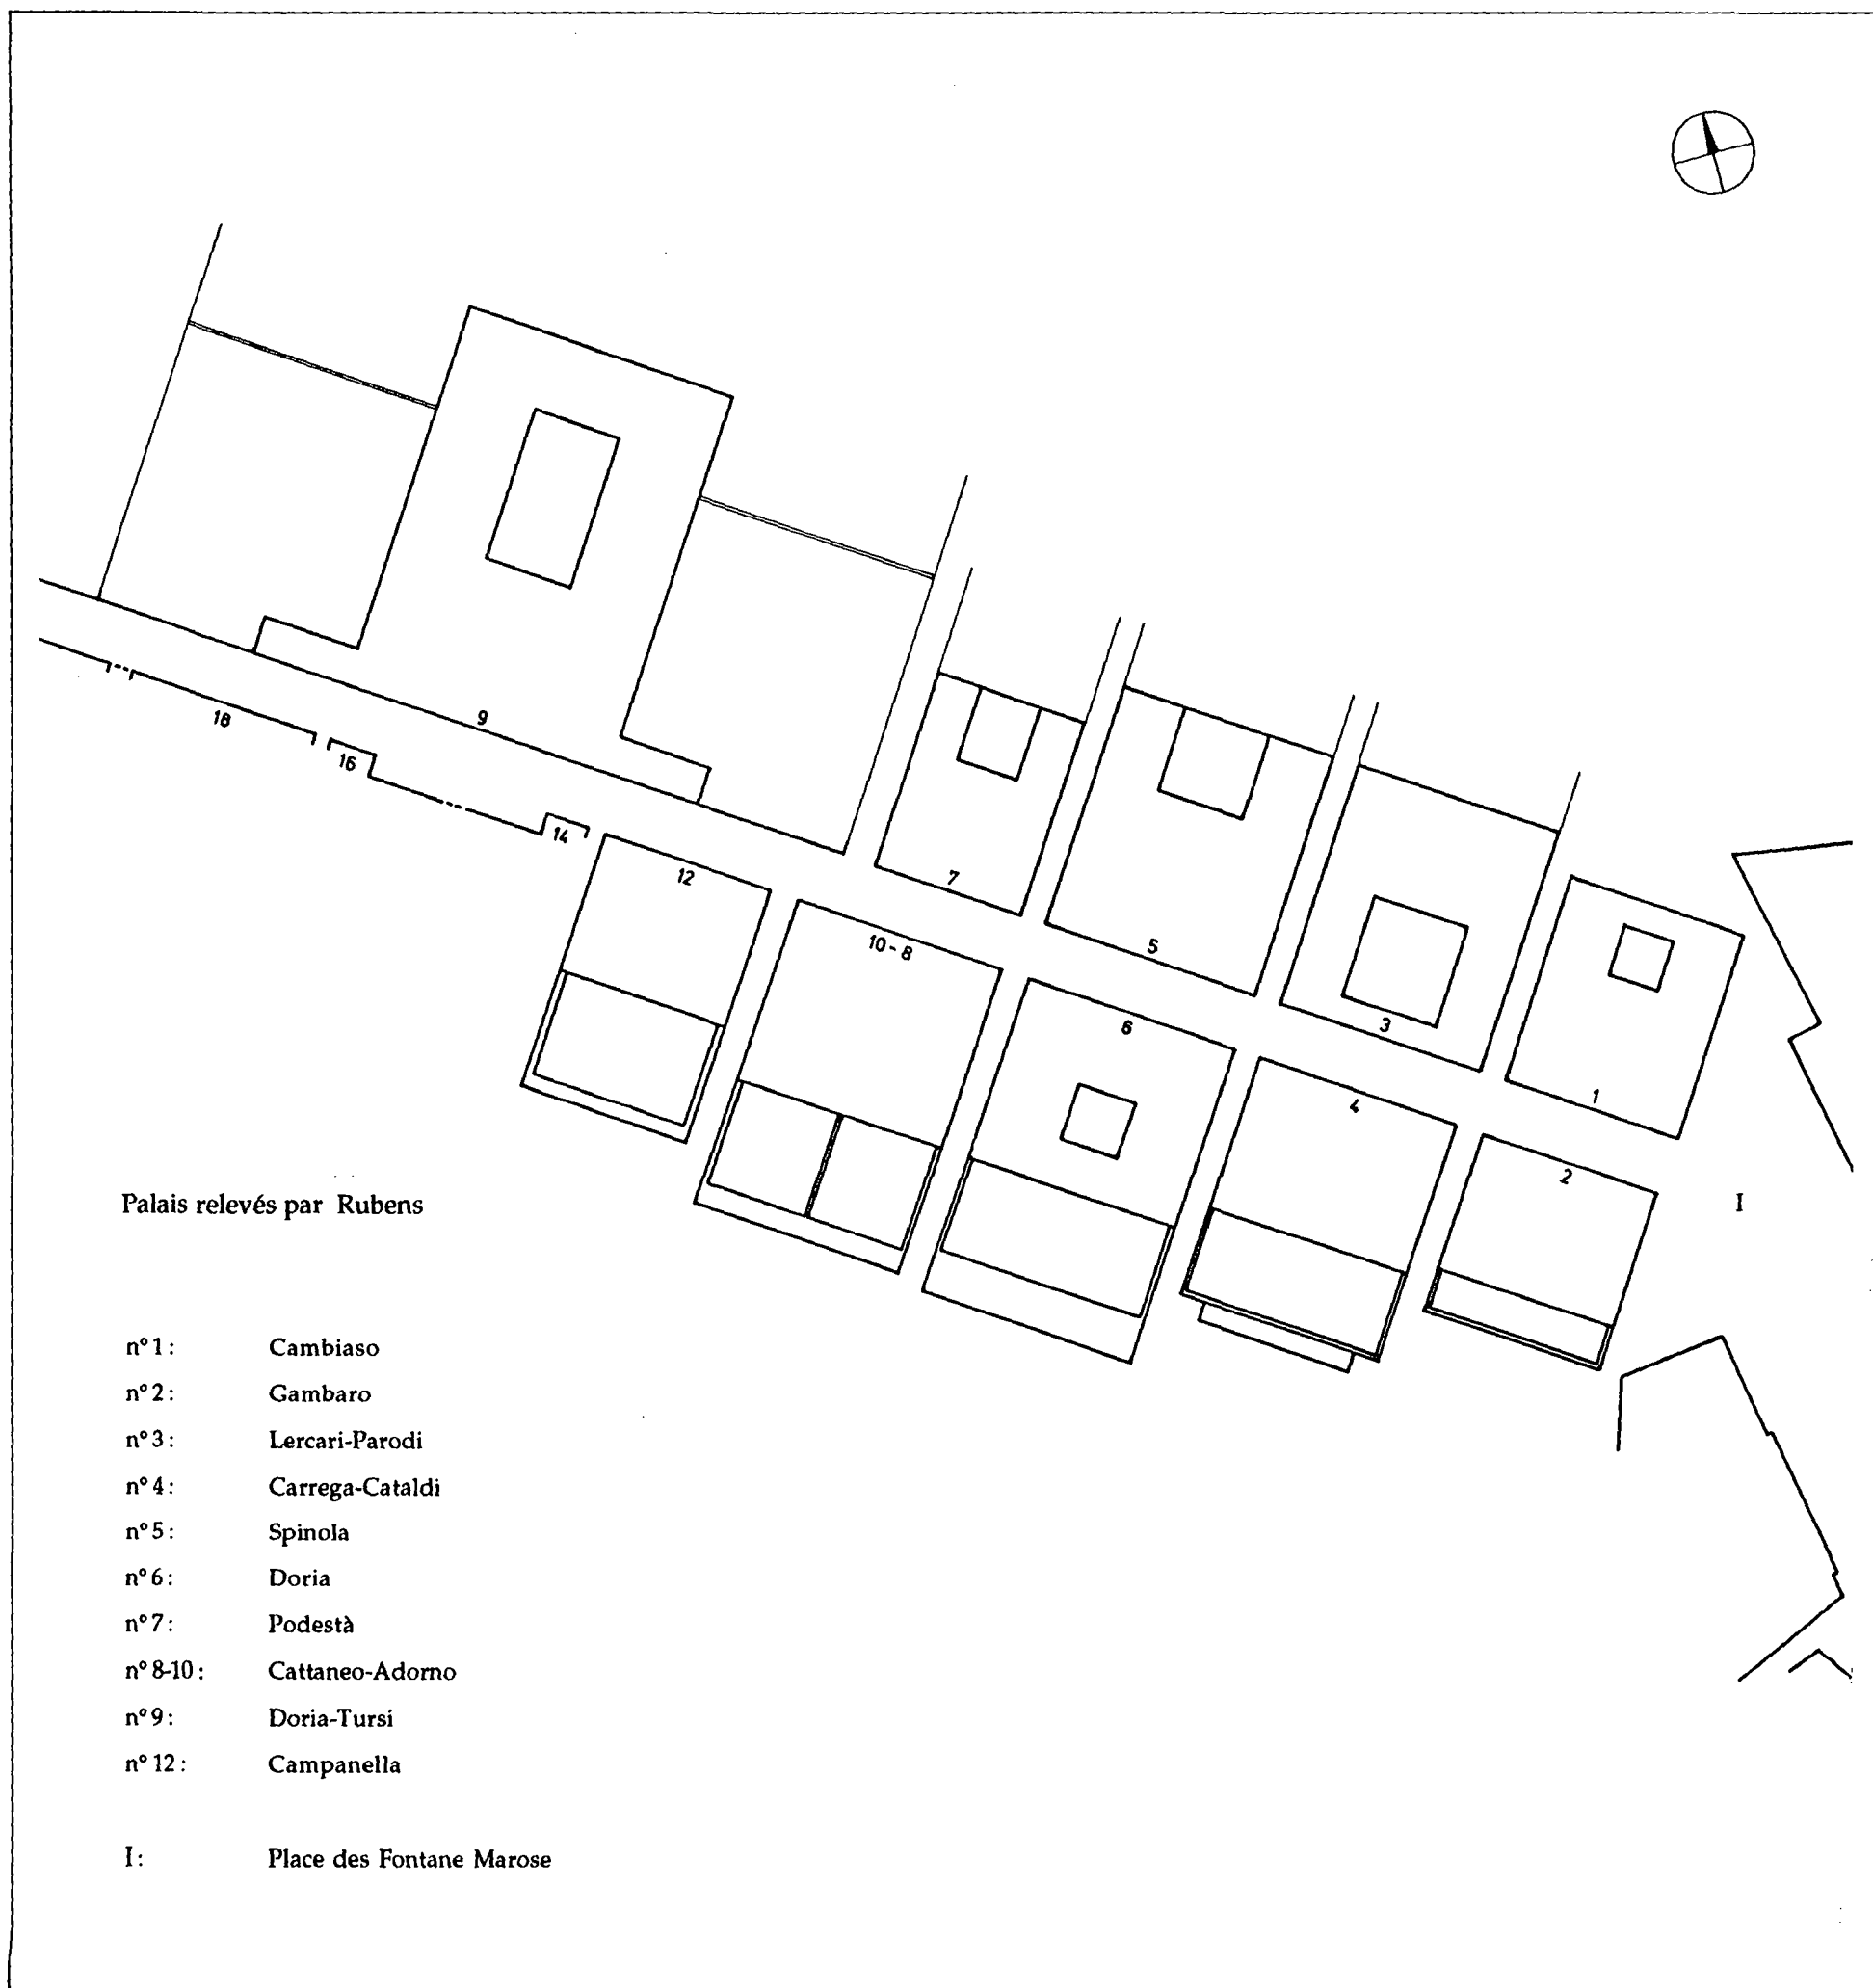 9
18
16
14
12
7
10-8
5
6
3
4
1
2
I
Palais relevés par Rubens
n°1: Cambiaso
n°2: Gambaro
n°3: Lercari-Parodi
n°4: Carrega-Cataldi
n°5: Spinola
n°6: Doria
n°7: Podestà
n°8-10: Cattaneo-Adorno
n°9: Doria-Tursi
n°12: Campanella
I: Place des Fontane Marose